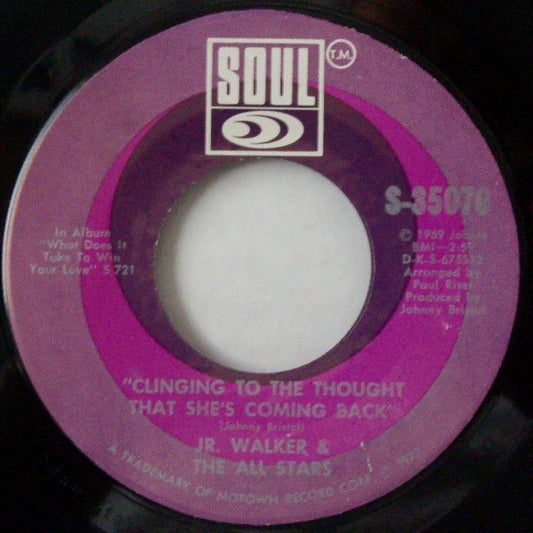 SOUL
T.M.
S-35070
In Album
"What Does It
Take To Win
Your Love" S 721
© 1969 Jobete
BMI—2:59
Arranged by
Paul Riser
Produced by
Johnny Bristol
"CLINGING TO THE THOUGHT
THAT SHE'S COMING BACK"
(Johnny Bristol)
JR. WALKER &
THE ALL STARS
A TRADEMARK OF MOTOWN RECORD CORP. ©